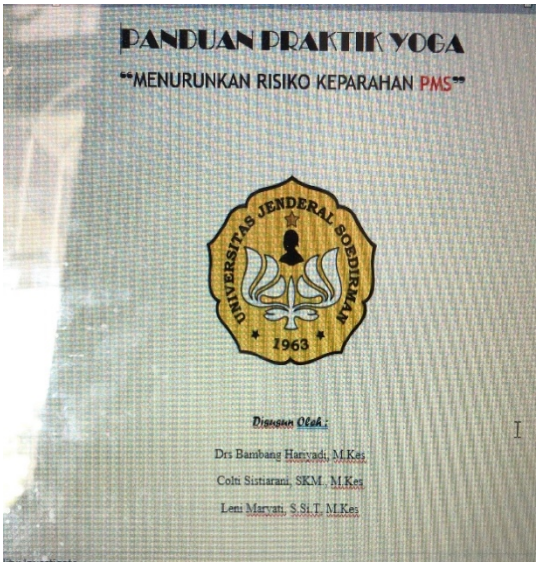 PANDUAN PRAKTIK YOGA
“MENURUNKAN RISIKO KEPARAHAN PMS”
UNIVERSITAS JENDERAL SOEDIRMAN
1963
Disusun Oleh :
Drs Bambang Hariyadi, M.Kes
Colti Sistiarani, SKM., M.Kes
Leni Maryati, S.Si.T, M.Kes